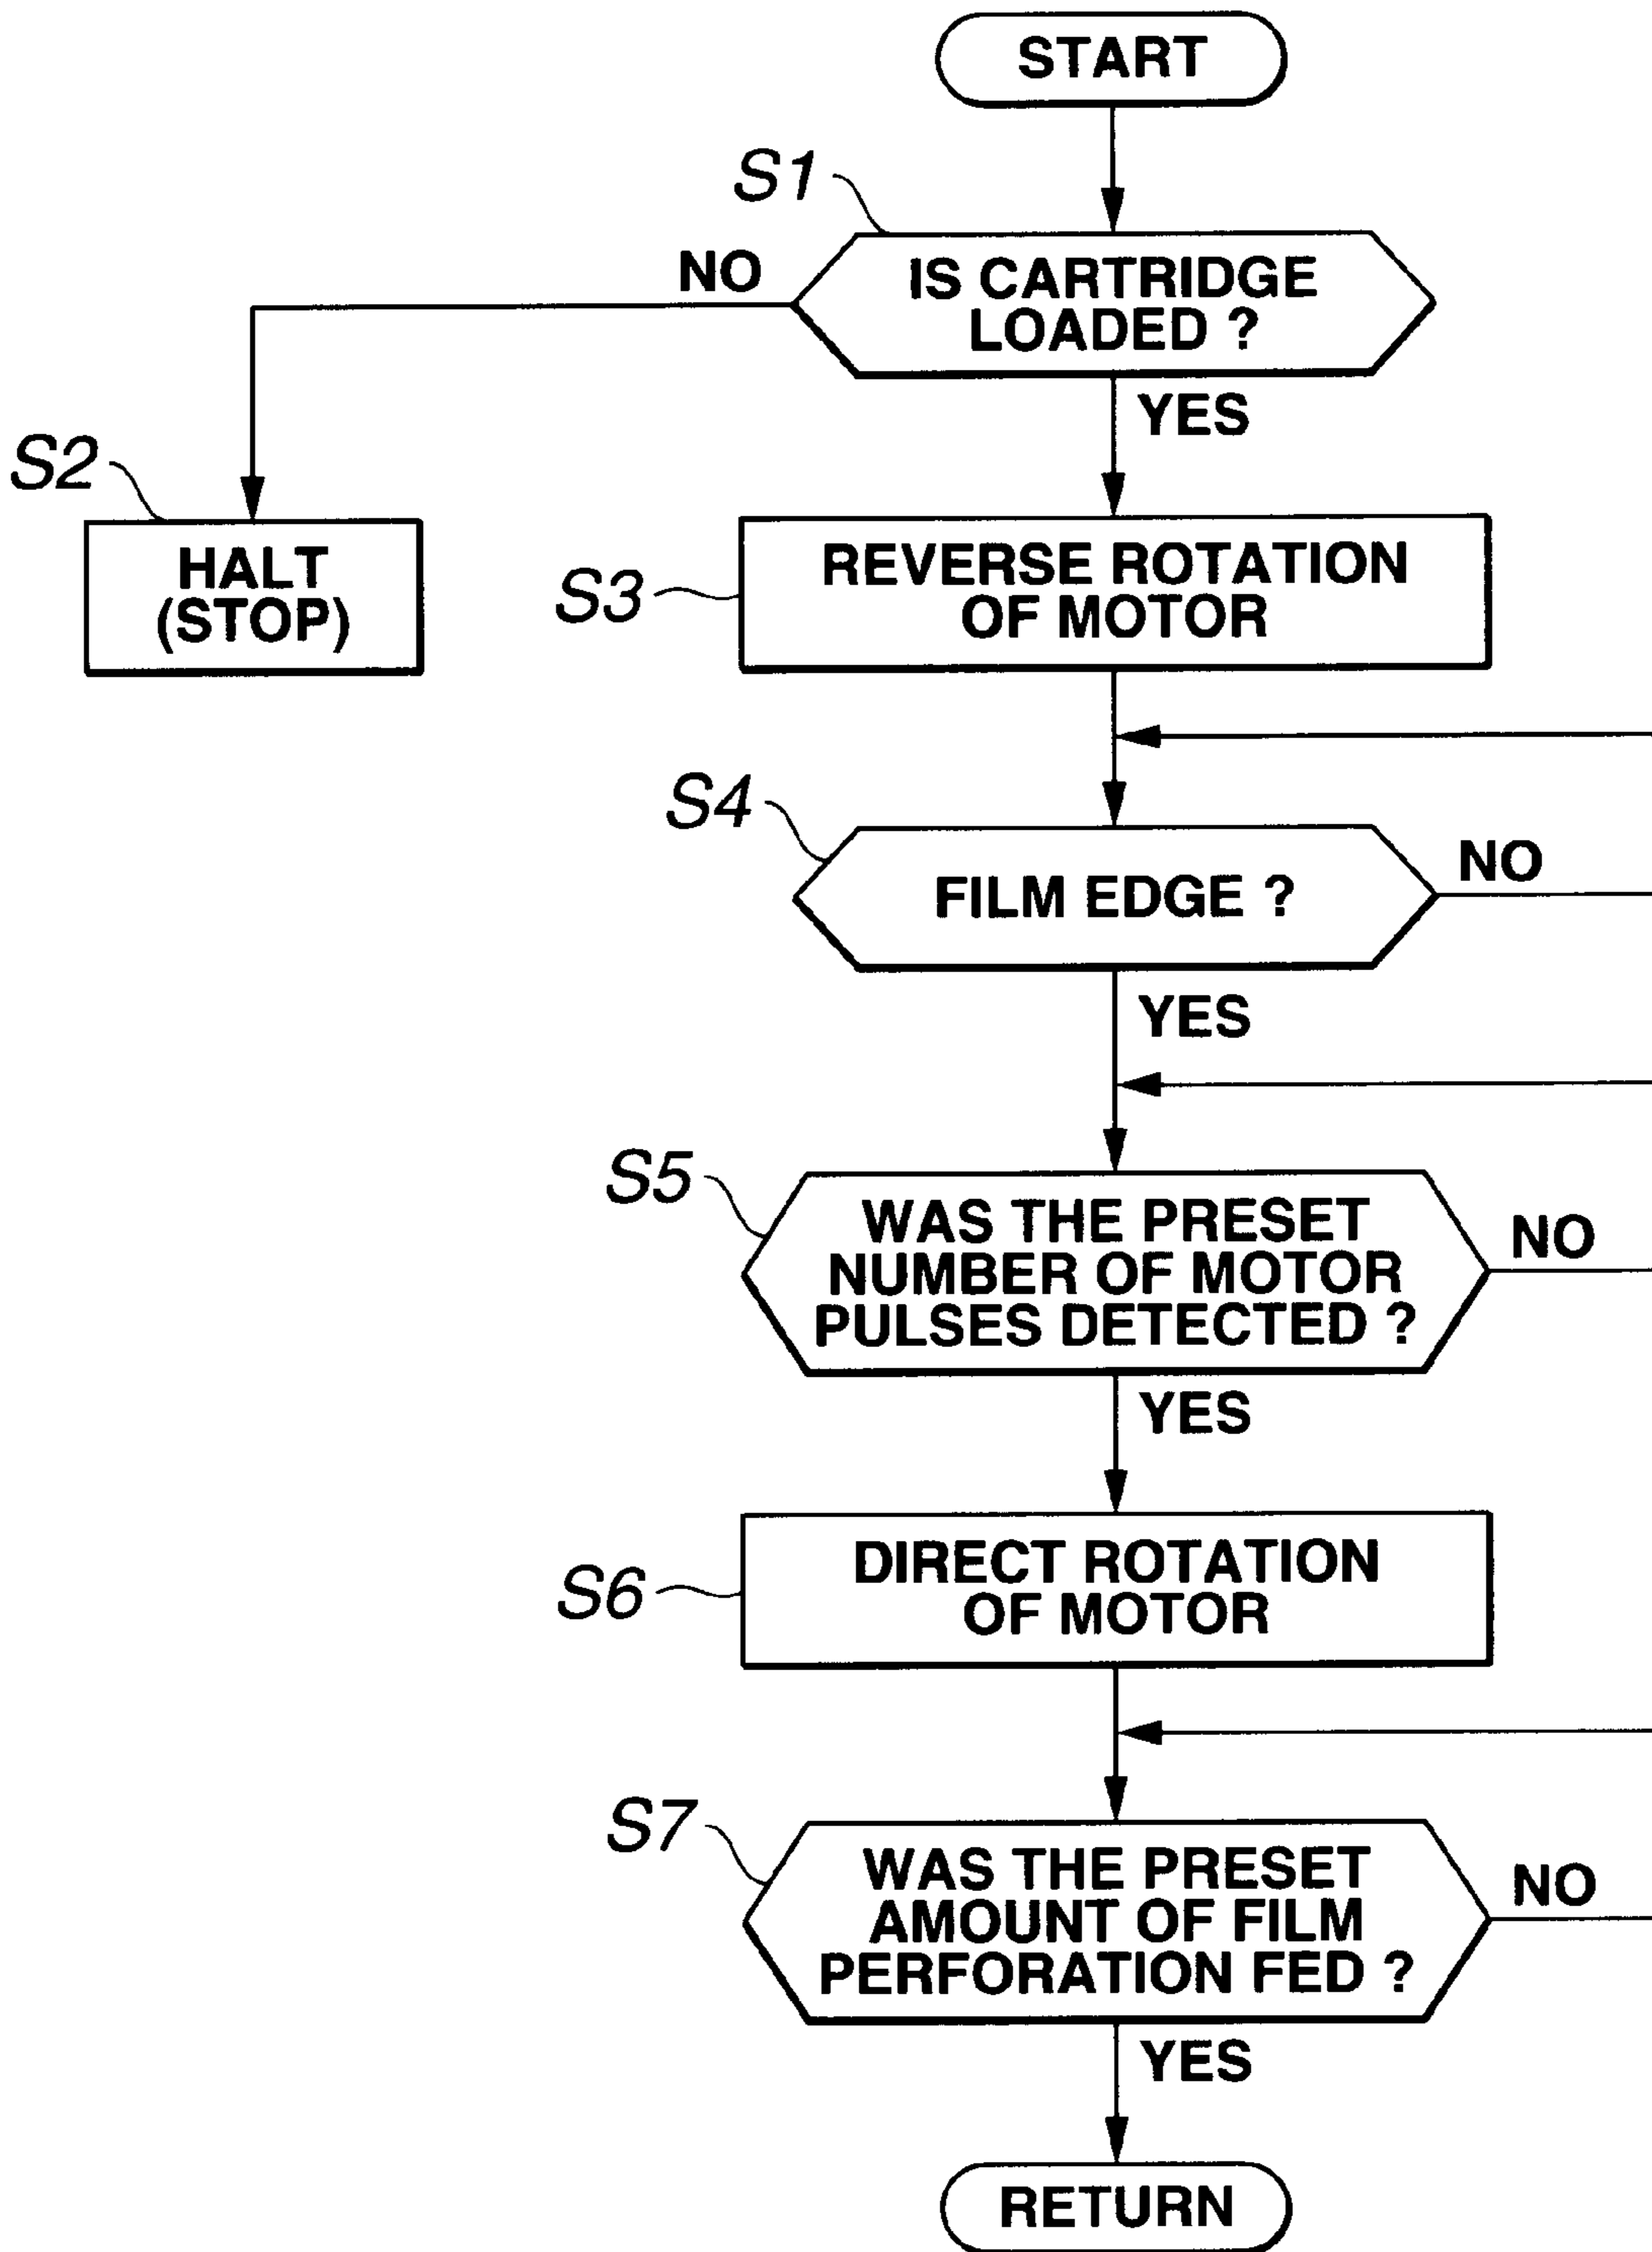 START
S1
NO
IS CARTRIDGE
LOADED ?
YES
S2
HALT
(STOP)
S3
REVERSE ROTATION
OF MOTOR
S4
FILM EDGE ?
NO
YES
S5
WAS THE PRESET
NUMBER OF MOTOR
PULSES DETECTED ?
NO
YES
S6
DIRECT ROTATION
OF MOTOR
S7
WAS THE PRESET
AMOUNT OF FILM
PERFORATION FED ?
NO
YES
RETURN